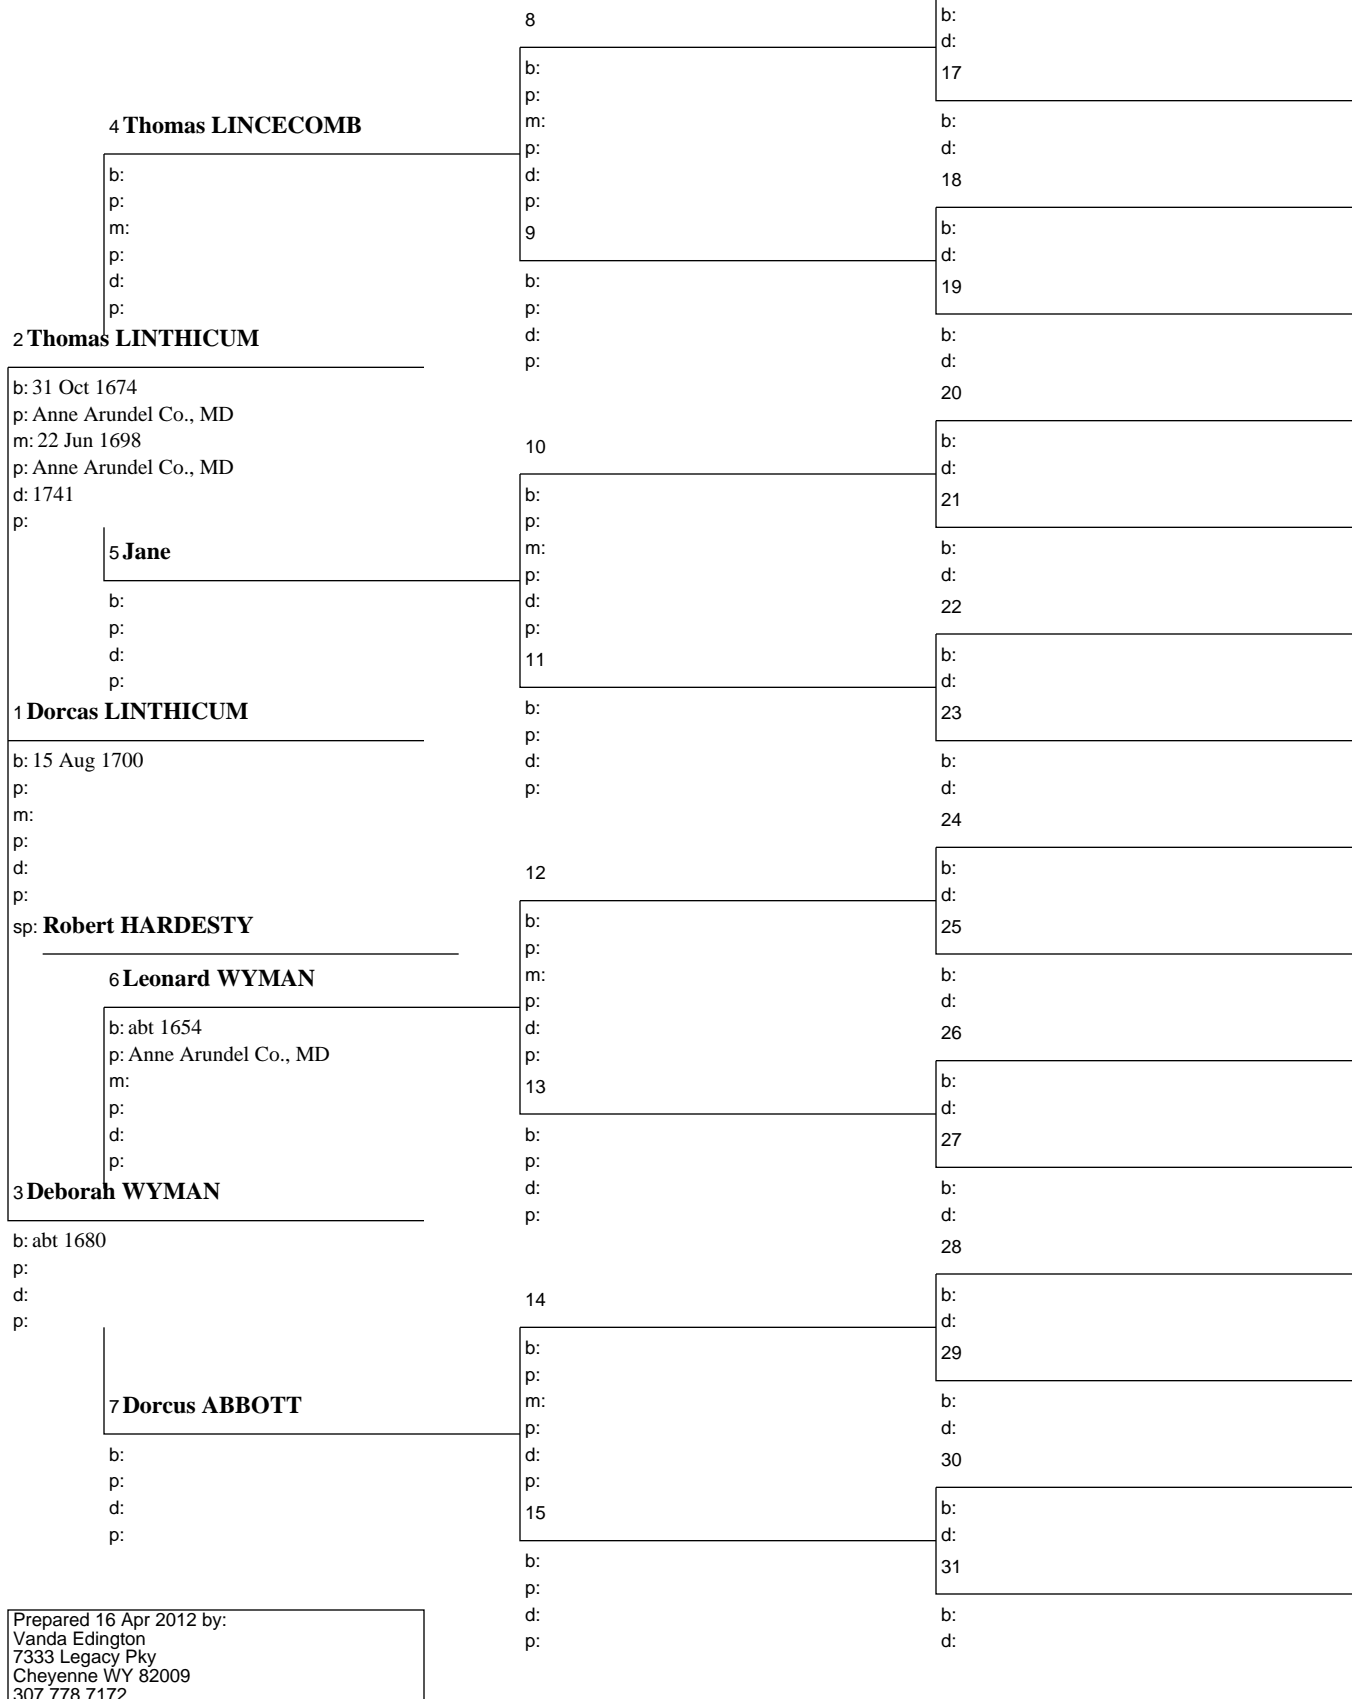 4 Thomas LINCECOMB
b:
p:
m:
p:
d:
p:
2 Thomas LINTHICUM
b: 31 Oct 1674
p: Anne Arundel Co., MD
m: 22 Jun 1698
p: Anne Arundel Co., MD
d: 1741
p:
5 Jane
b:
p:
d:
p:
1 Dorcas LINTHICUM
b: 15 Aug 1700
p:
m:
p:
d:
p:
sp: Robert HARDESTY
6 Leonard WYMAN
b: abt 1654
p: Anne Arundel Co., MD
m:
p:
d:
p:
3 Deborah WYMAN
b: abt 1680
p:
d:
p:
7 Dorcus ABBOTT
b:
p:
d:
p:
Prepared 16 Apr 2012 by:
Vanda Edington
7333 Legacy Pky
Cheyenne WY 82009
307 778 7172
8
b:
p:
m:
p:
d:
p:
9
b:
p:
d:
p:
10
b:
p:
m:
p:
d:
p:
11
b:
p:
d:
p:
12
b:
p:
m:
p:
d:
p:
13
b:
p:
d:
p:
14
b:
p:
m:
p:
d:
p:
15
b:
p:
d:
p:
b:
d:
17
b:
d:
18
b:
d:
19
b:
d:
20
b:
d:
21
b:
d:
22
b:
d:
23
b:
d:
24
b:
d:
25
b:
d:
26
b:
d:
27
b:
d:
28
b:
d:
29
b:
d:
30
b:
d:
31
b:
d: